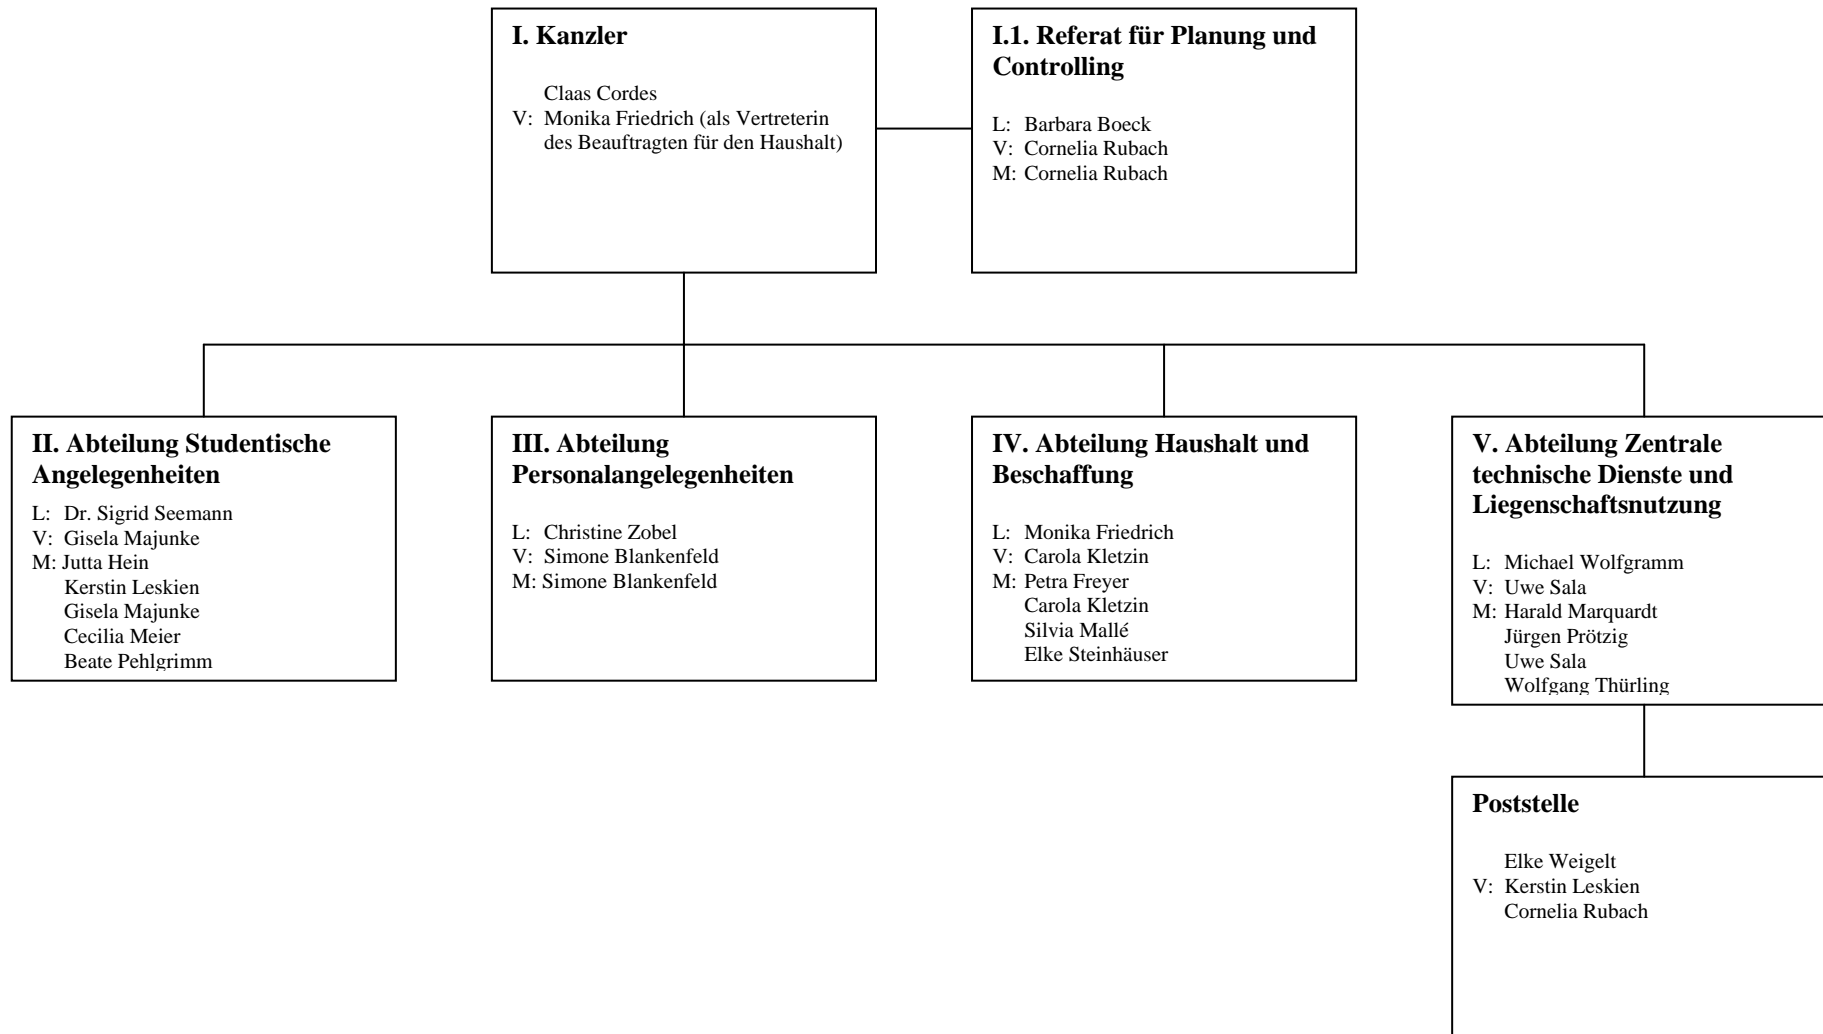 I. Kanzler
Claas Cordes
V: Monika Friedrich (als Vertreterin
des Beauftragten für den Haushalt)
I.1. Referat für Planung und
Controlling
L: Barbara Boeck
V: Cornelia Rubach
M: Cornelia Rubach
II. Abteilung Studentische
Angelegenheiten
L: Dr. Sigrid Seemann
V: Gisela Majunke
M: Jutta Hein
Kerstin Leskien
Gisela Majunke
Cecilia Meier
Beate Pehlgrimm
III. Abteilung
Personalangelegenheiten
L: Christine Zobel
V: Simone Blankenfeld
M: Simone Blankenfeld
IV. Abteilung Haushalt und
Beschaffung
L: Monika Friedrich
V: Carola Kletzin
M: Petra Freyer
Carola Kletzin
Silvia Mallé
Elke Steinhäuser
V. Abteilung Zentrale
technische Dienste und
Liegenschaftsnutzung
L: Michael Wolfgramm
V: Uwe Sala
M: Harald Marquardt
Jürgen Prötzig
Uwe Sala
Wolfgang Thürling
Poststelle
Elke Weigelt
V: Kerstin Leskien
Cornelia Rubach